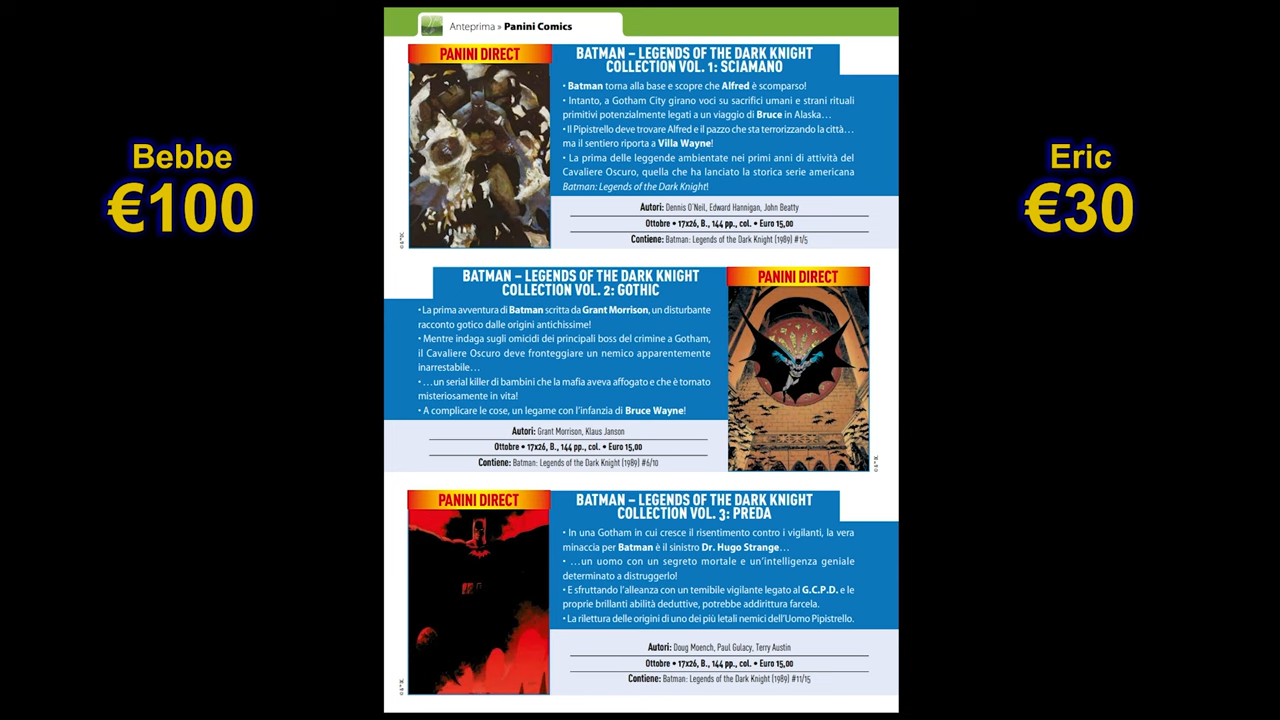 Anteprima » Panini Comics
Bebbe
€100
Eric
€30
PANINI DIRECT
BATMAN – LEGENDS OF THE DARK KNIGHT
COLLECTION VOL. 1: SCIAMANO
• Batman torna alla base e scopre che Alfred è scomparso!
• Intanto, a Gotham City girano voci su sacrifici umani e strani rituali
primitivi potenzialmente legati a un viaggio di Bruce in Alaska…
• Il Pipistrello deve trovare Alfred e il pazzo che sta terrorizzando la città…
ma il sentiero riporta a Villa Wayne!
• La prima delle leggende ambientate nei primi anni di attività del
Cavaliere Oscuro, quella che ha lanciato la storica serie americana
Batman: Legends of the Dark Knight!
Autori: Dennis O'Neil, Edward Hannigan, John Beatty
Ottobre • 17x26, B., 144 pp., col. • Euro 15,00
Contiene: Batman: Legends of the Dark Knight (1989) #1/5
BATMAN – LEGENDS OF THE DARK KNIGHT
COLLECTION VOL. 2: GOTHIC
• La prima avventura di Batman scritta da Grant Morrison, un disturbante
racconto gotico dalle origini antichissime!
• Mentre indaga sugli omicidi dei principali boss del crimine a Gotham,
il Cavaliere Oscuro deve fronteggiare un nemico apparentemente
inarrestabile…
• …un serial killer di bambini che la mafia aveva affogato e che è tornato
misteriosamente in vita!
• A complicare le cose, un legame con l'infanzia di Bruce Wayne!
Autori: Grant Morrison, Klaus Janson
Ottobre • 17x26, B., 144 pp., col. • Euro 15,00
Contiene: Batman: Legends of the Dark Knight (1989) #6/10
PANINI DIRECT
PANINI DIRECT
BATMAN – LEGENDS OF THE DARK KNIGHT
COLLECTION VOL. 3: PREDA
• In una Gotham in cui cresce il risentimento contro i vigilanti, la vera
minaccia per Batman è il sinistro Dr. Hugo Strange…
• …un uomo con un segreto mortale e un'intelligenza geniale
determinato a distruggerlo!
• E sfruttando l'alleanza con un temibile vigilante legato al G.C.P.D. e le
proprie brillanti abilità deduttive, potrebbe addirittura farcela.
• La rilettura delle origini di uno dei più letali nemici dell'Uomo Pipistrello.
Autori: Doug Moench, Paul Gulacy, Terry Austin
Ottobre • 17x26, B., 144 pp., col. • Euro 15,00
Contiene: Batman: Legends of the Dark Knight (1989) #11/15